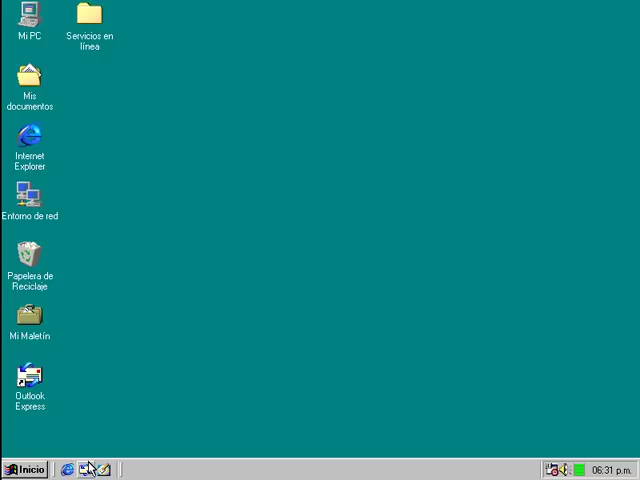 Mi PC
Servicios en
línea
Mis
documentos
Internet
Explorer
Entorno de red
Papelera de
Reciclaje
Mi Maletín
Outlook
Express
Inicio
06:31 p.m.